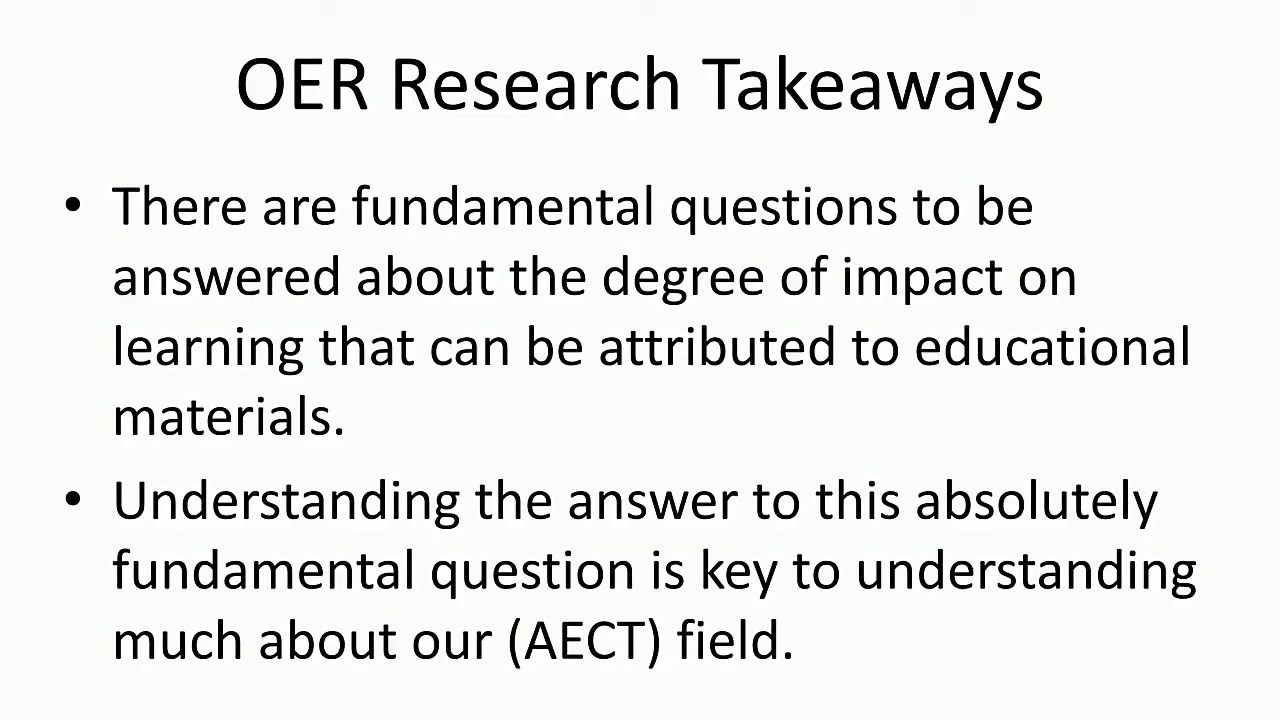 OER Research Takeaways
• There are fundamental questions to be
answered about the degree of impact on
learning that can be attributed to educational
materials.
• Understanding the answer to this absolutely
fundamental question is key to understanding
much about our (AECT) field.